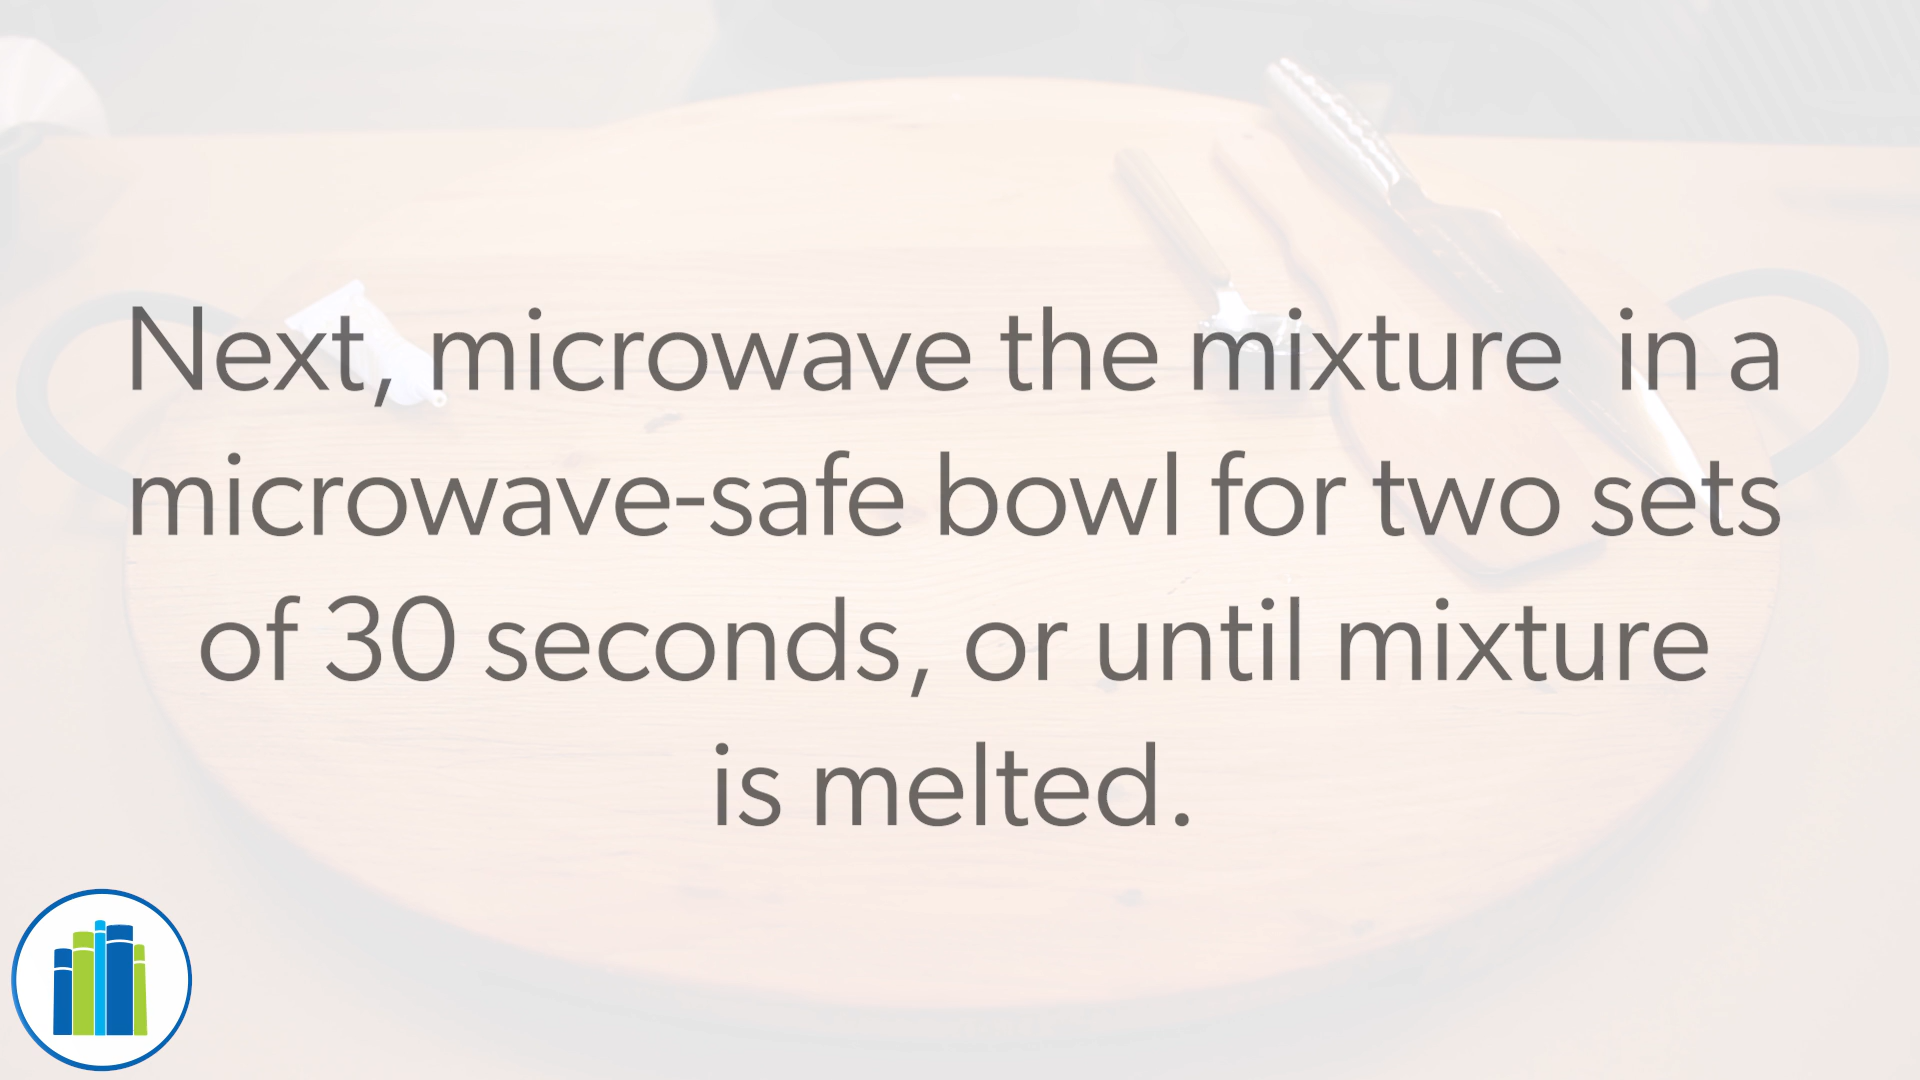 Next, microwave the mixture  in a
microwave-safe bowl for two sets
of 30 seconds, or until mixture
is melted.